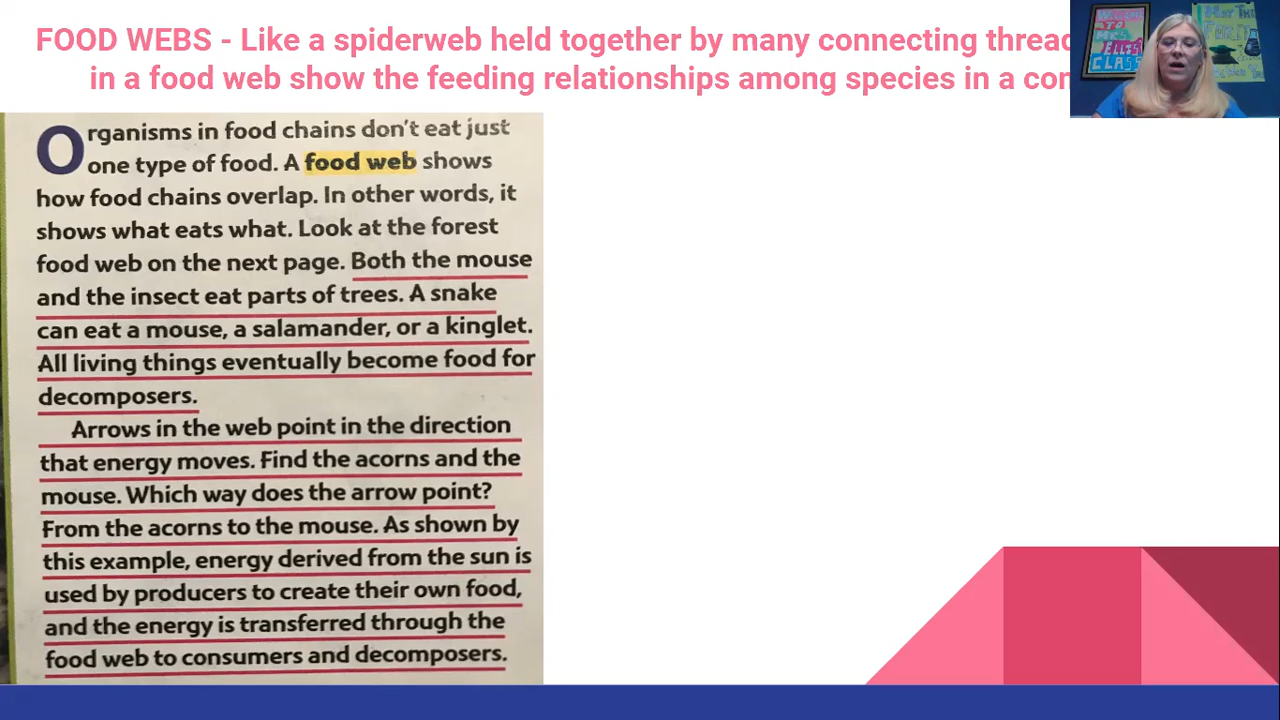 FOOD WEBS - Like a spiderweb held together by many connecting
in a food web show the feeding relationships among species in a
WELCOME
TO
MRS
ELLE'S
CLASS
MAY THE
Organisms in food chains don't eat just
one type of food. A food web shows
how food chains overlap. In other words, it
shows what eats what. Look at the forest
food web on the next page. Both the mouse
and the insect eat parts of trees. A snake
can eat a mouse, a salamander, or a kinglet.
All living things eventually become food for
decomposers.
Arrows in the web point in the direction
that energy moves. Find the acorns and the
mouse. Which way does the arrow point?
From the acorns to the mouse. As shown by
this example, energy derived from the sun is
used by producers to create their own food,
and the energy is transferred through the
food web to consumers and decomposers.